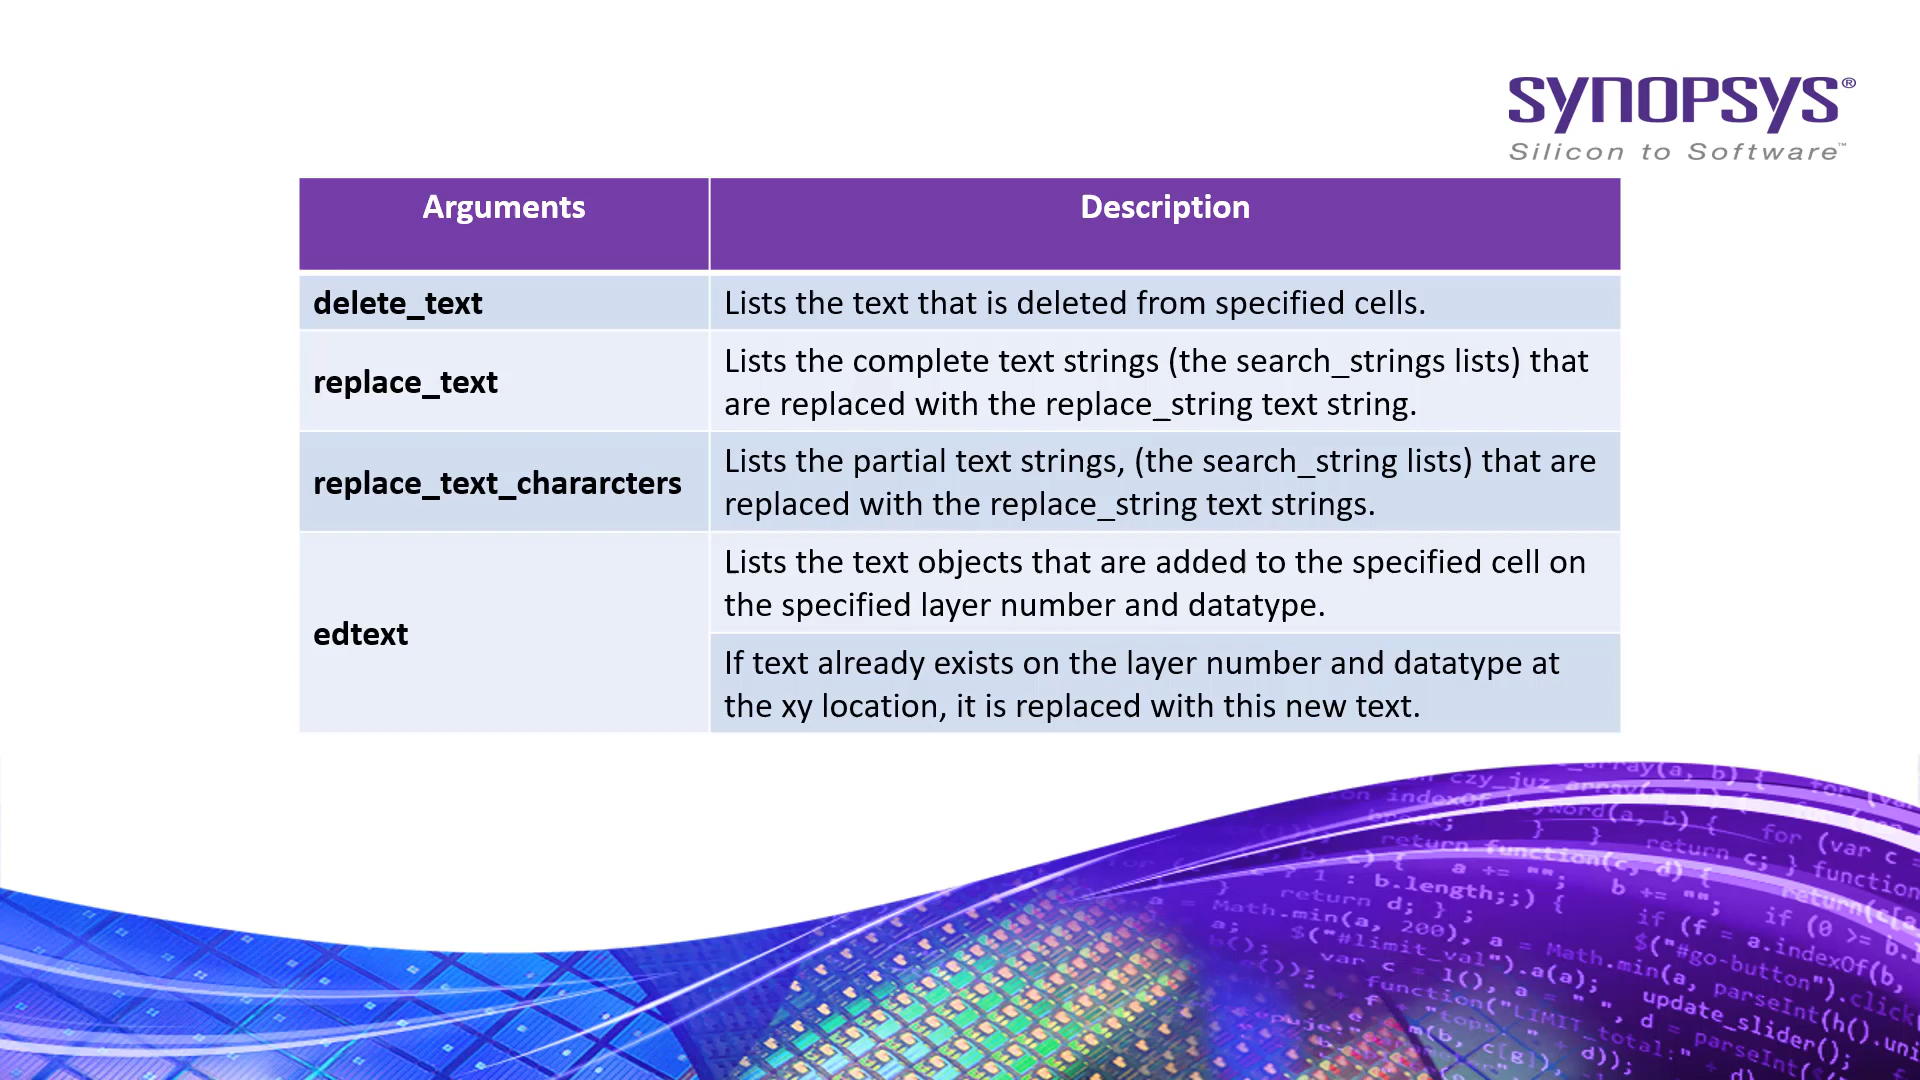 SYNOPSYS®
Silicon to Software™
Arguments
Description
delete_text
Lists the text that is deleted from specified cells.
replace_text
Lists the complete text strings (the search_strings lists) that
are replaced with the replace_string text string.
replace_text_chararcters
Lists the partial text strings, (the search_string lists) that are
replaced with the replace_string text strings.
edtext
Lists the text objects that are added to the specified cell on
the specified layer number and datatype.
If text already exists on the layer number and datatype at
the xy location, it is replaced with this new text.